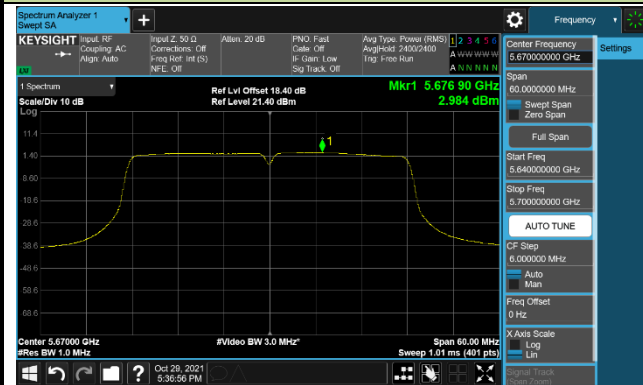 Spectrum Analyzer 1
Swept SA
Frequency
KEYSIGHT
Input: RF
Coupling: AC
Align: Auto
Input Z: 50 Ω
Corrections: Off
Freq Ref: Int (S)
NFE: Off
Atten: 20 dB
PNO: Fast
Gate: Off
IF Gain: Low
Sig Track: Off
Avg Type: Power (RMS)
Avg|Hold: 2400/2400
Trig: Free Run
1 2 3 4 5 6
A W W W W W
A N N N N N
1 Spectrum
Scale/Div 10 dB
Log
Ref Lvl Offset 18.40 dB
Ref Level 21.40 dBm
Mkr1 5.676 90 GHz
2.984 dBm
1
11.4
1.40
-8.60
-18.6
-28.6
-38.6
-48.6
-58.6
-68.6
Center 5.67000 GHz
#Res BW 1.0 MHz
#Video BW 3.0 MHz*
Span 60.00 MHz
Sweep 1.01 ms (401 pts)
Oct 29, 2021
5:36:56 PM
Center Frequency
5.670000000 GHz
Span
60.0000000 MHz
Swept Span
Zero Span
Full Span
Start Freq
5.640000000 GHz
Stop Freq
5.700000000 GHz
AUTO TUNE
CF Step
6.000000 MHz
Auto
Man
Freq Offset
0 Hz
X Axis Scale
Log
Lin
Signal Track
(Span Zoom)
Settings